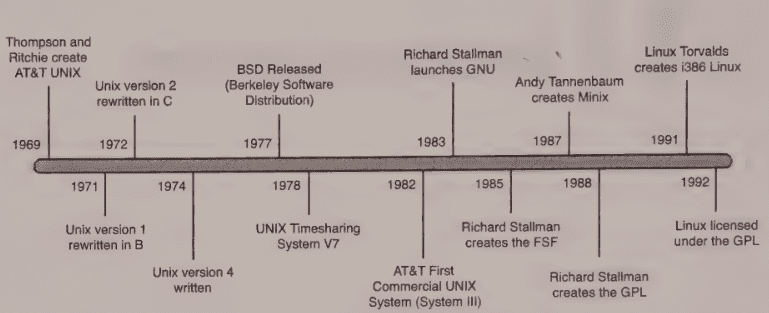 Thompson and
Ritchie create
AT&T UNIX
1969
Unix version 2
rewritten in C
1972
BSD Released
(Berkeley Software
Distribution)
1977
Richard Stallman
launches GNU
1983
Andy Tannenbaum
creates Minix
1987
Linux Torvalds
creates i386 Linux
1991
1971
Unix version 1
rewritten in B
1974
Unix version 4
written
1978
UNIX Timesharing
System V7
1982
AT&T First
Commercial UNIX
System (System III)
1985
Richard Stallman
creates the FSF
1988
Richard Stallman
creates the GPL
1992
Linux licensed
under the GPL